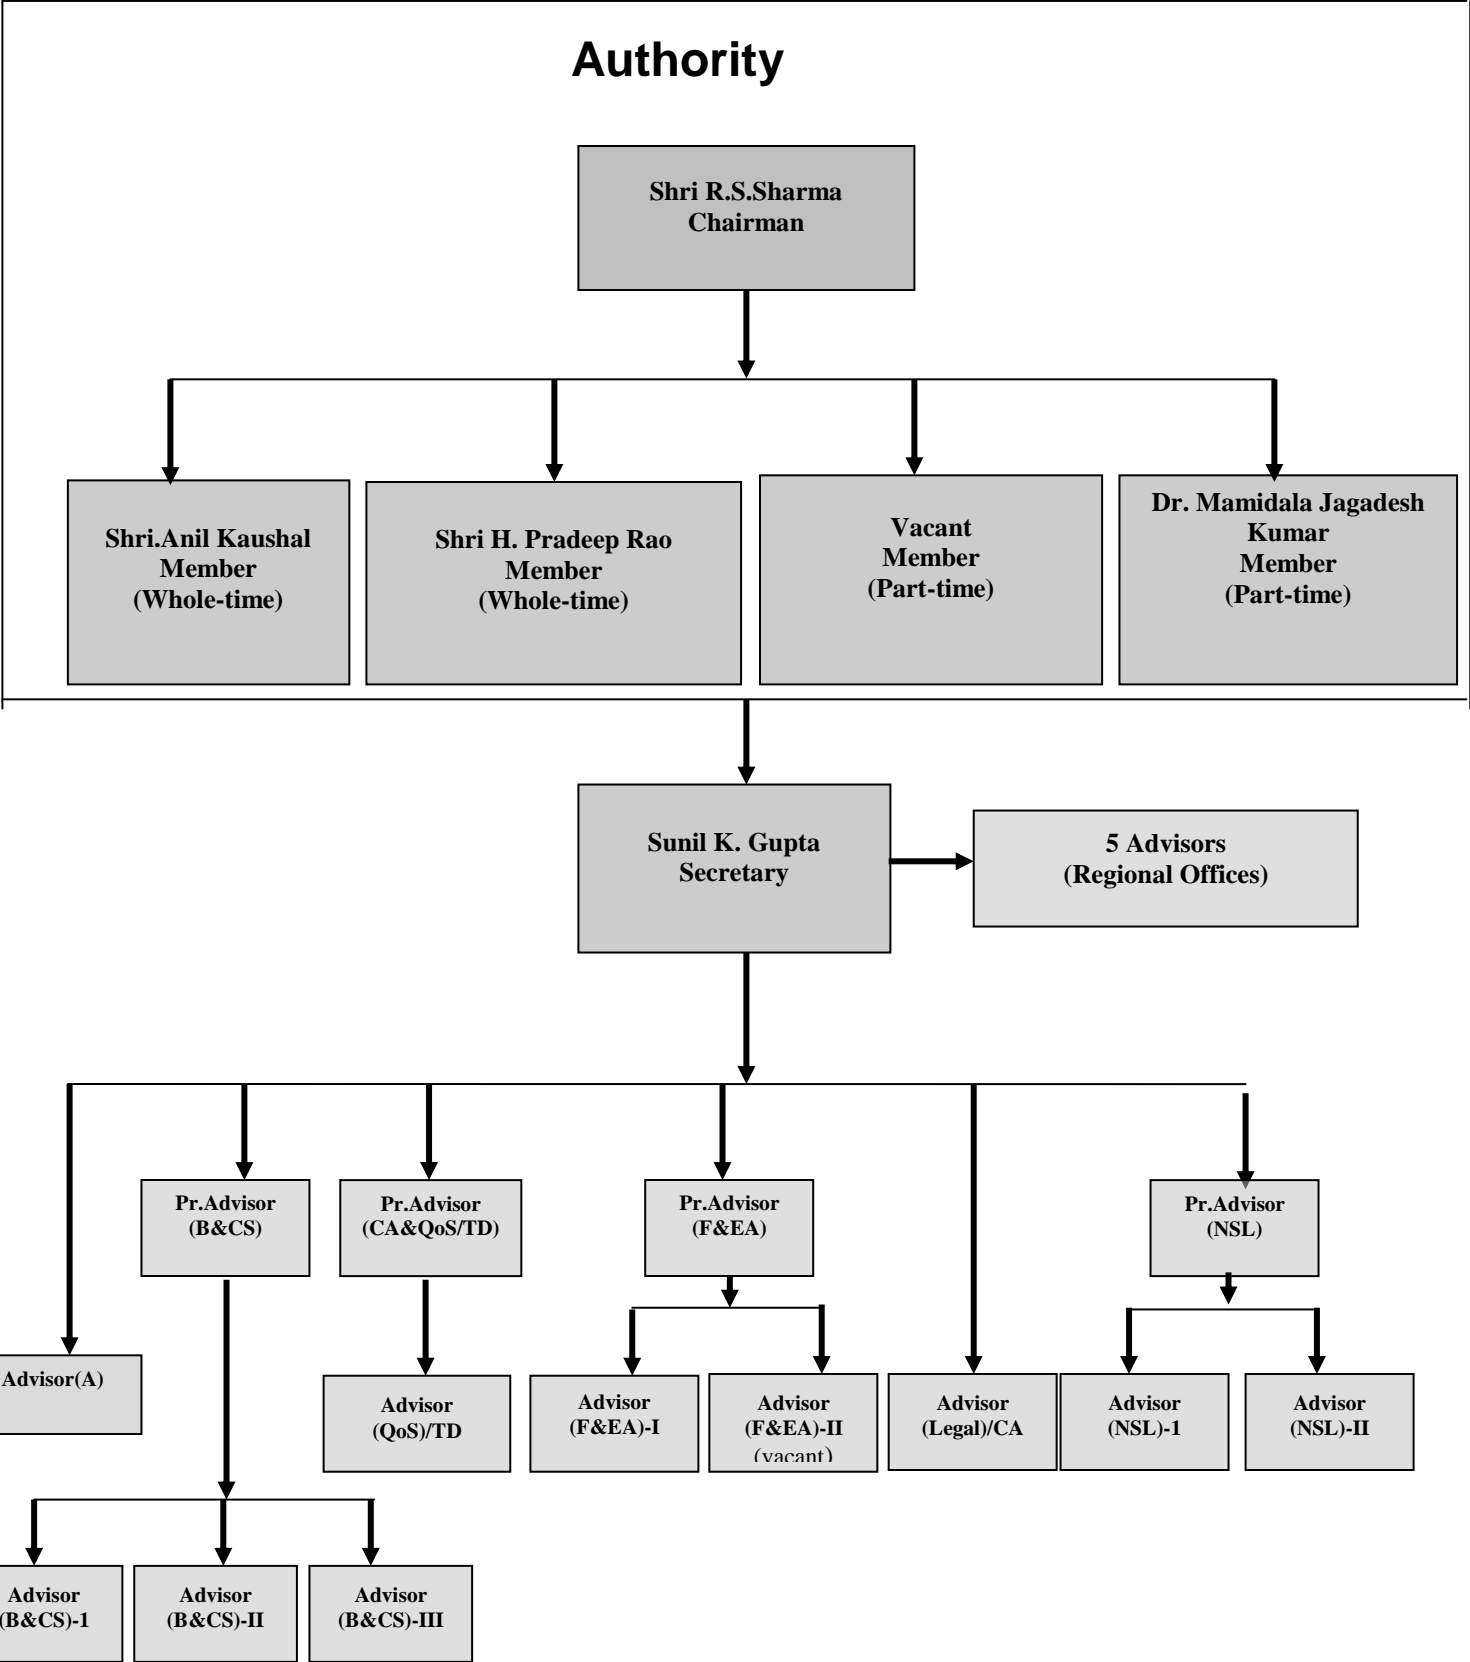 Authority
Shri R.S.Sharma
Chairman
Shri.Anil Kaushal
Member
(Whole-time)
Shri H. Pradeep Rao
Member
(Whole-time)
Vacant
Member
(Part-time)
Dr. Mamidala Jagadesh
Kumar
Member
(Part-time)
Sunil K. Gupta
Secretary
5 Advisors
(Regional Offices)
Pr.Advisor
(B&CS)
Pr.Advisor
(CA&QoS/TD)
Pr.Advisor
(F&EA)
Pr.Advisor
(NSL)
Advisor(A)
Advisor
(QoS)/TD
Advisor
(F&EA)-I
Advisor
(F&EA)-II
(vacant)
Advisor
(Legal)/CA
Advisor
(NSL)-1
Advisor
(NSL)-II
Advisor
(B&CS)-1
Advisor
(B&CS)-II
Advisor
(B&CS)-III